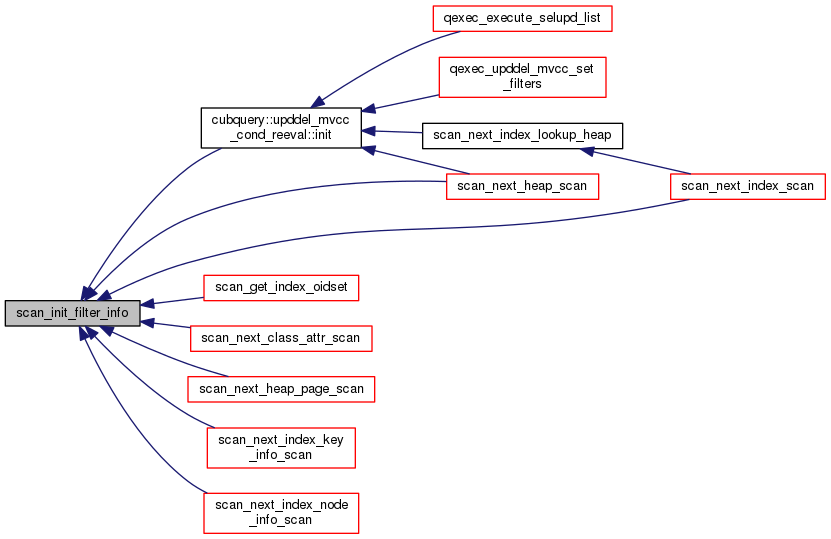 qexec_execute_selupd_list
qexec_upddel_mvcc_set
_filters
cubquery::upddel_mvcc
_cond_reeval::init
scan_next_index_lookup_heap
scan_next_heap_scan
scan_next_index_scan
scan_get_index_oidset
scan_init_filter_info
scan_next_class_attr_scan
scan_next_heap_page_scan
scan_next_index_key
_info_scan
scan_next_index_node
_info_scan